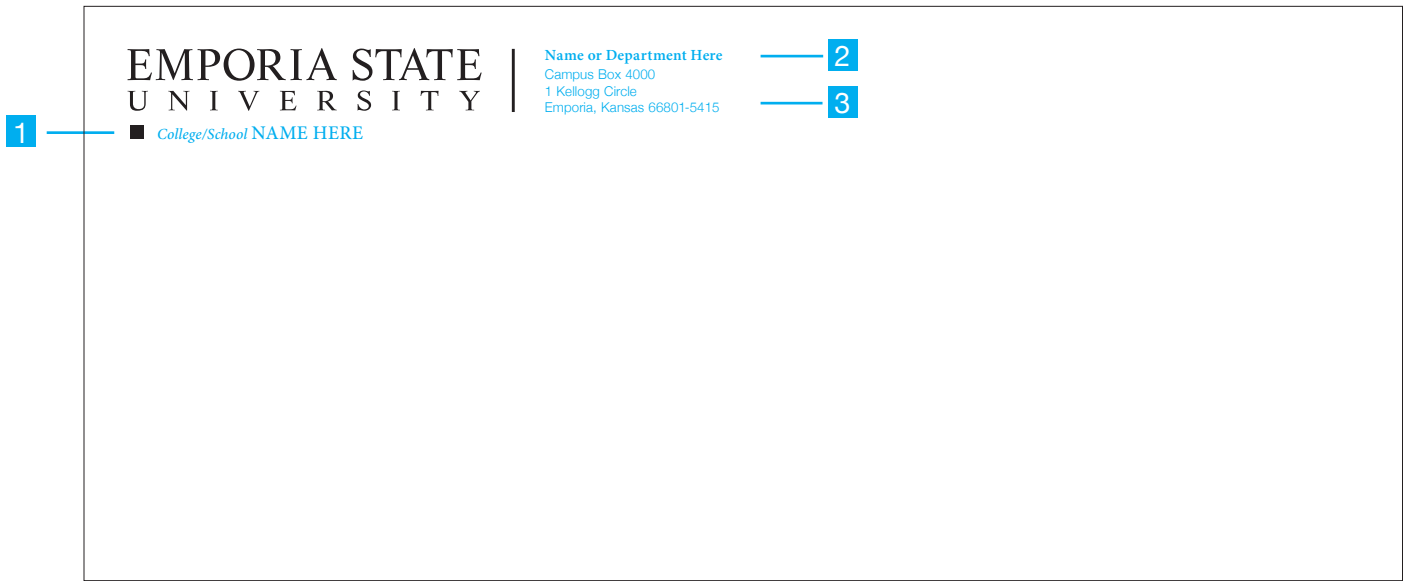 EMPORIA STATE
UNIVERSITY
1
College/School NAME HERE
Name or Department Here
2
Campus Box 4000
1 Kellogg Circle
Emporia, Kansas 66801-5415
3